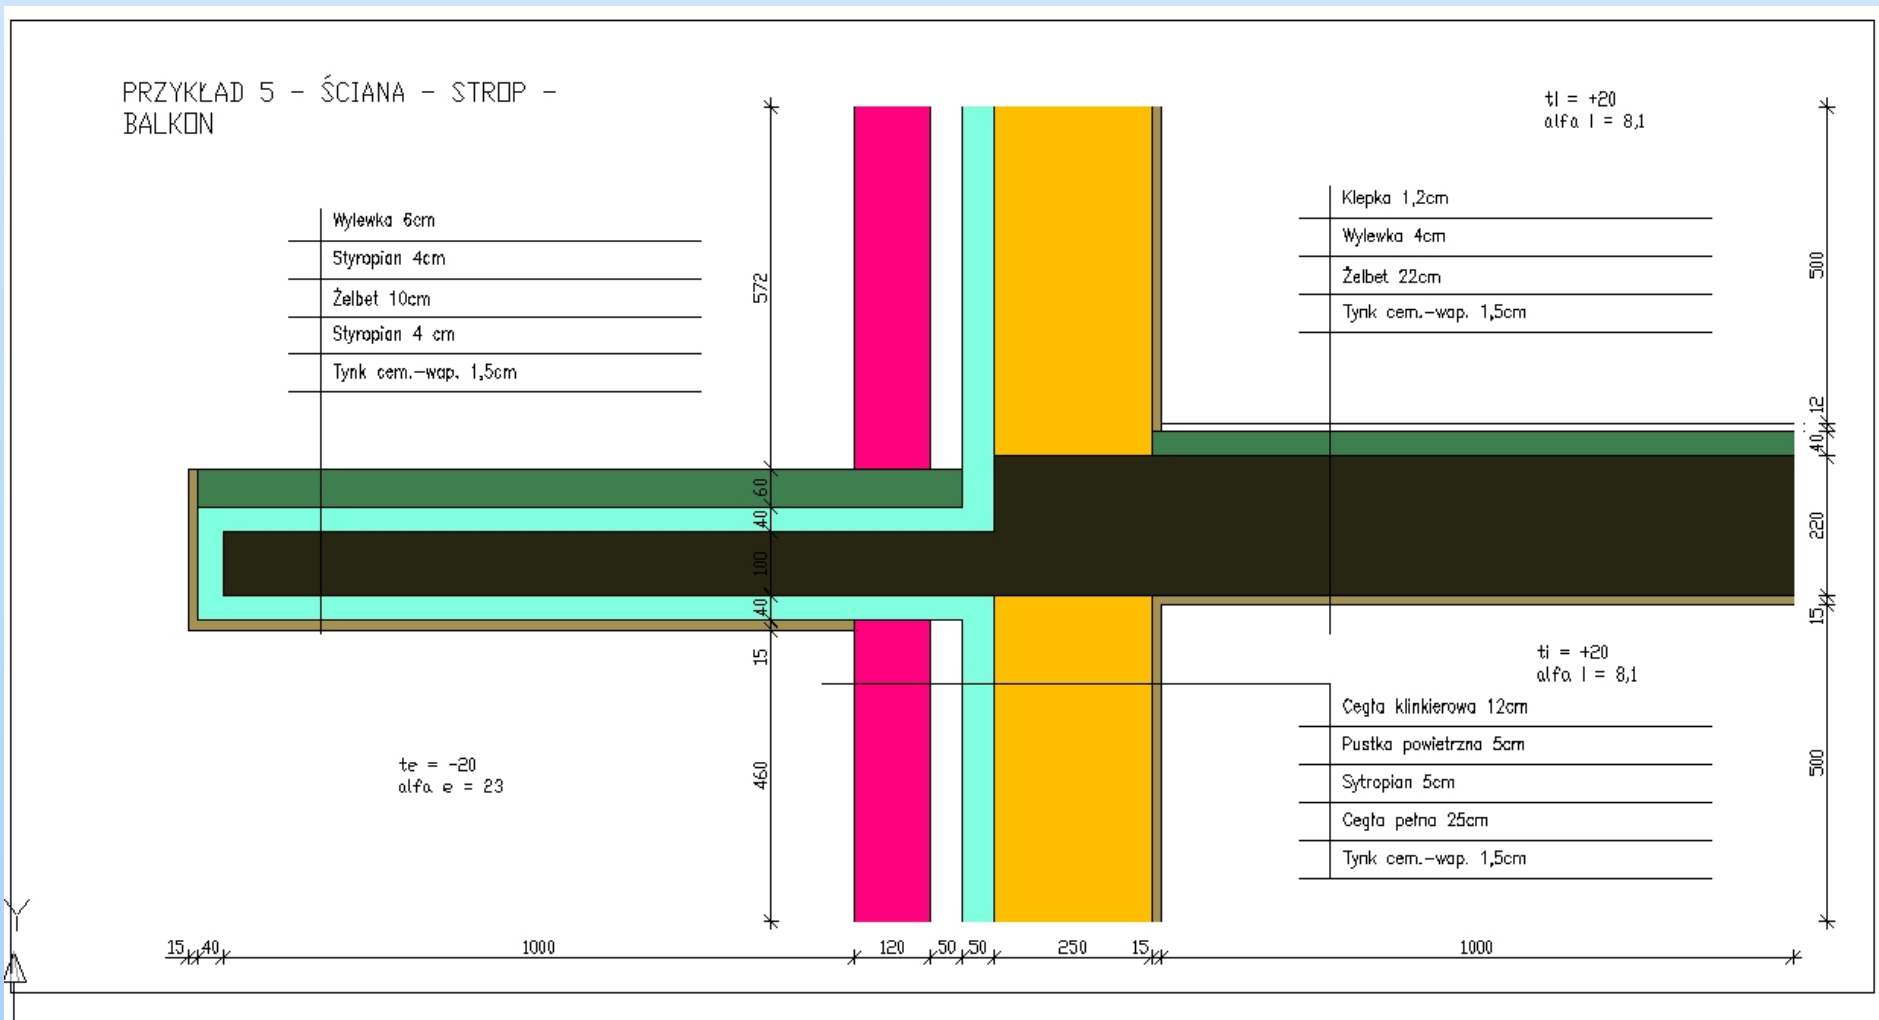 PRZYKŁAD 5 - ŚCIANA - STROP -
BALKON
tI = +20
alfa I = 8,1
Wylewka 6cm
Styropian 4cm
Żelbet 10cm
Styropian 4 cm
Tynk cem.-wap. 1,5cm
Klepka 1,2cm
Wylewka 4cm
Żelbet 22cm
Tynk cem.-wap. 1,5cm
572
60
40
100
40
15
460
500
12
40
220
15
500
ti = +20
alfa I = 8,1
Cegła klinkierowa 12cm
Pustka powietrzna 5cm
Sytropian 5cm
Cegła pełna 25cm
Tynk cem.-wap. 1,5cm
te = -20
alfa e = 23
Y
15 40 1000 120 50 50 250 15 1000